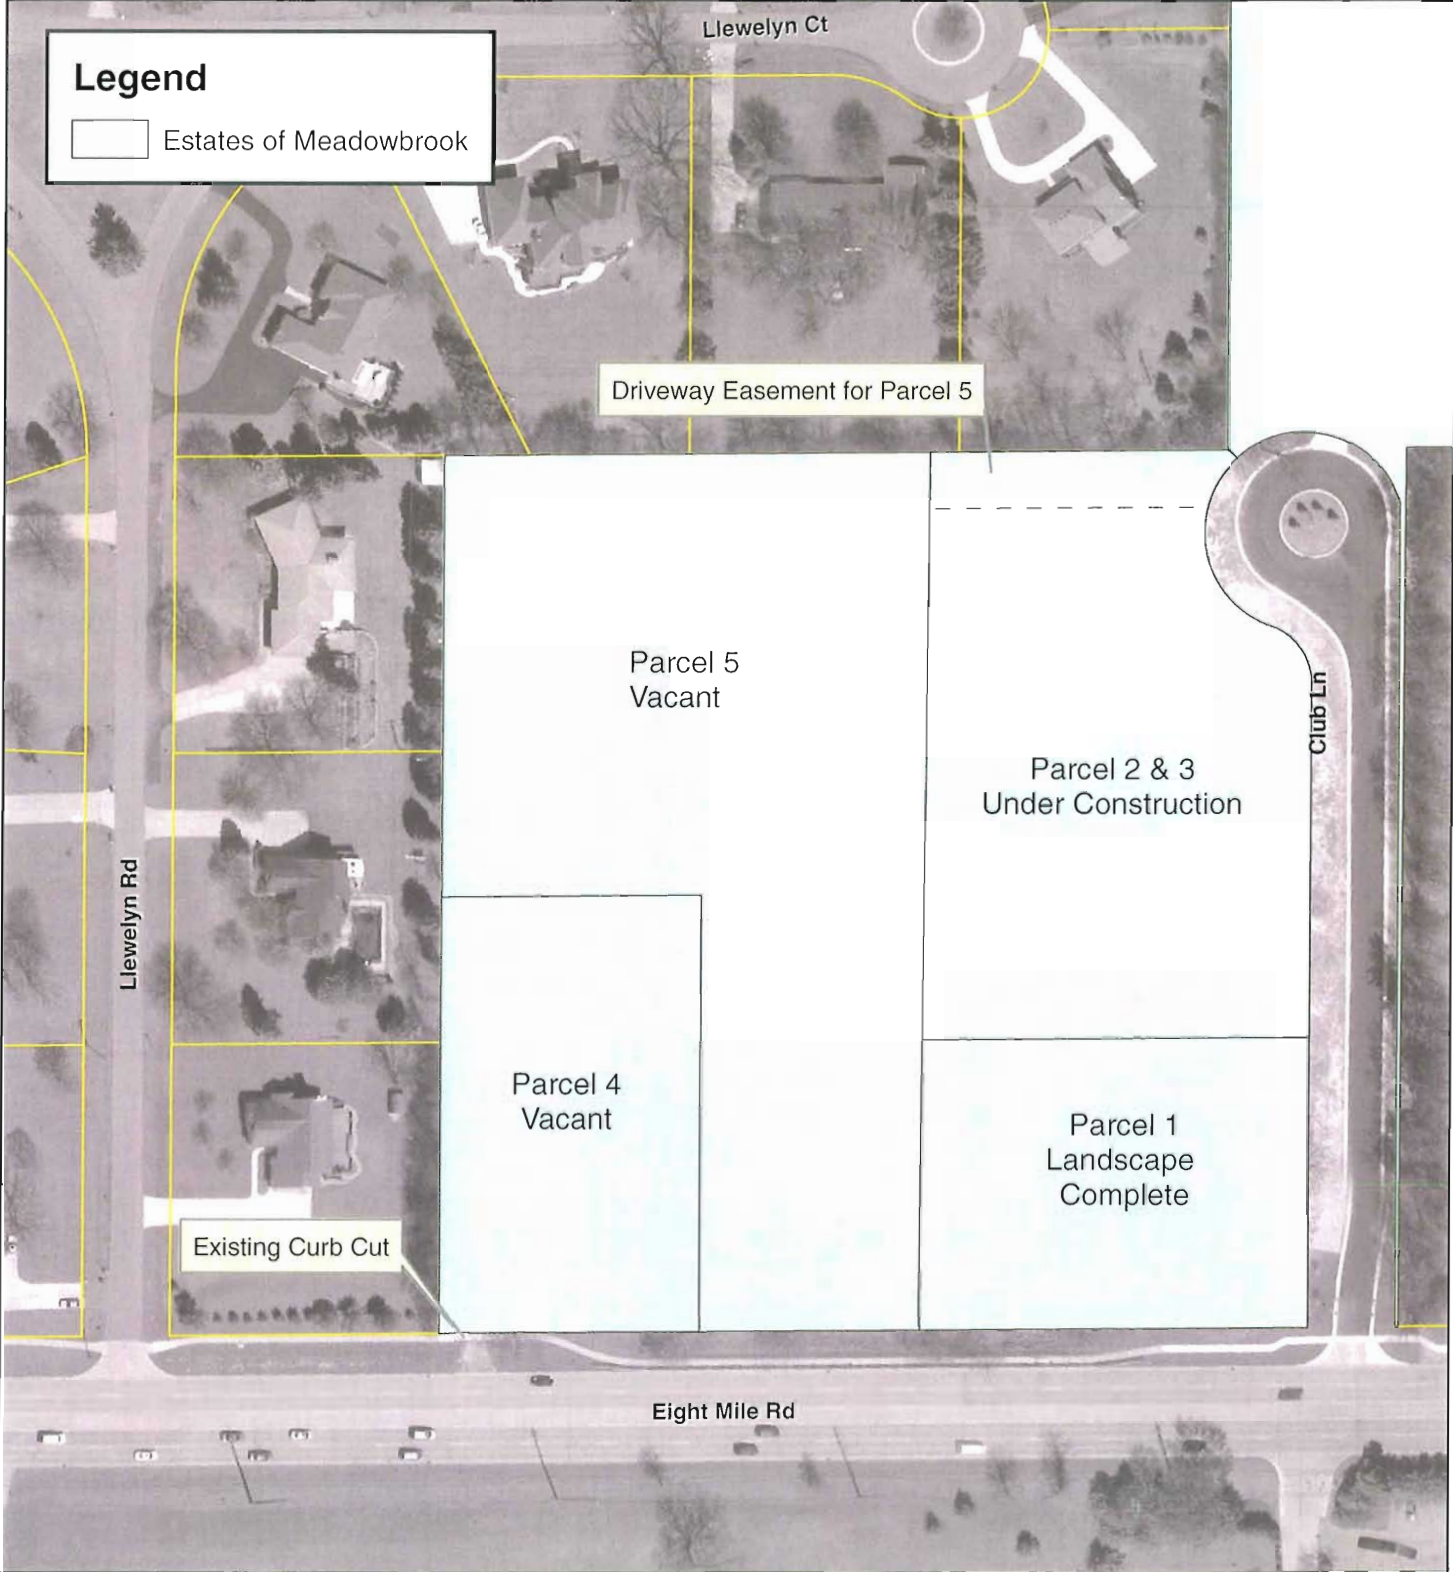 Llewelyn Ct
Legend
Estates of Meadowbrook
Driveway Easement for Parcel 5
Parcel 5
Vacant
Club Ln
Parcel 2 & 3
Under Construction
Llewelyn Rd
Parcel 4
Vacant
Parcel 1
Landscape
Complete
Existing Curb Cut
Eight Mile Rd